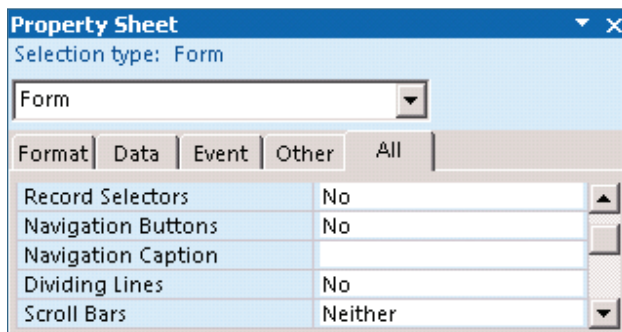 Property Sheet
Selection type: Form
Form
Format Data Event Other All
Record Selectors No
Navigation Buttons No
Navigation Caption
Dividing Lines No
Scroll Bars Neither